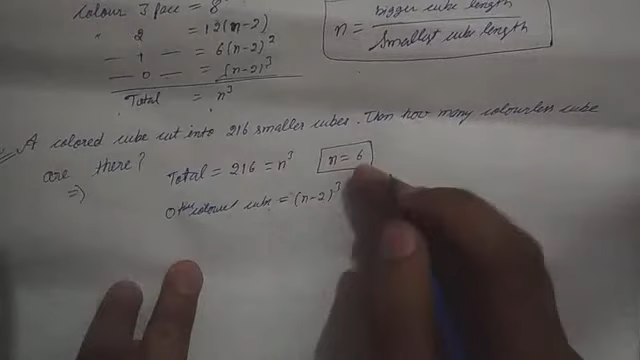 colour 3 face = 8
" 2 = 12(n-2)
— 1 — = 6(n-2)²
— 0 — = (n-2)³
Total = n³
n = bigger cube length / Smallest cube length
A colored cube cut into 216 smaller cubes. Then how many colourless cube
are there?
⇒ Total = 216 = n³ n = 6
colour cube = (n-2)³